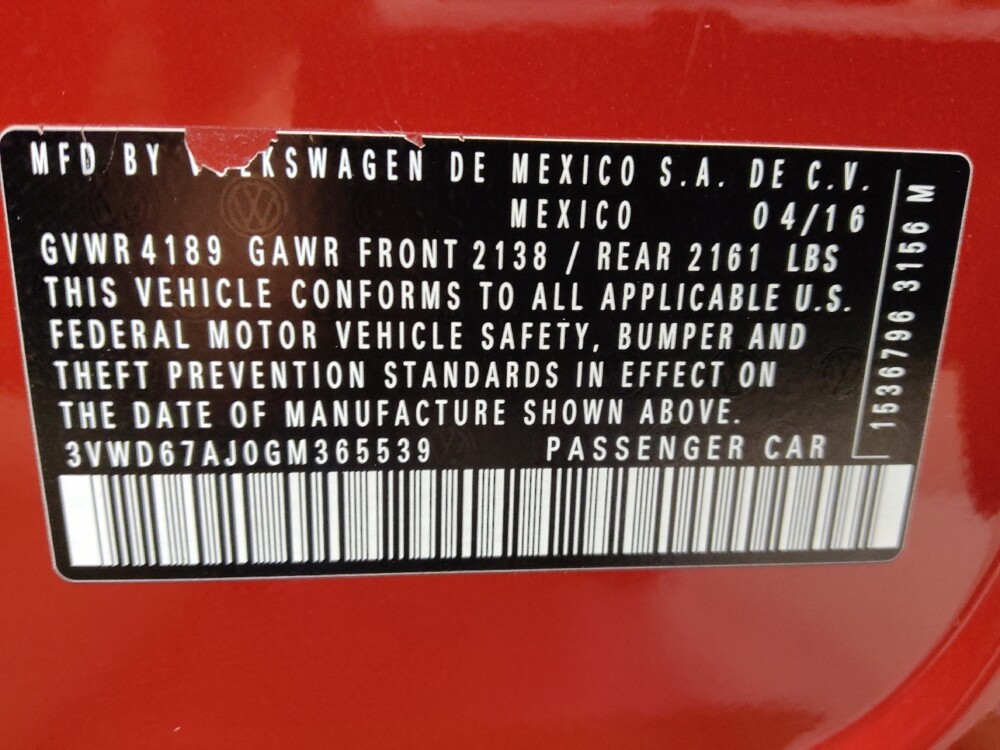 MFD BY VOLKSWAGEN DE MEXICO S.A. DE C.V.
MEXICO 04/16
GVWR 4189 GAWR FRONT 2138 / REAR 2161 LBS
THIS VEHICLE CONFORMS TO ALL APPLICABLE U.S.
FEDERAL MOTOR VEHICLE SAFETY, BUMPER AND
THEFT PREVENTION STANDARDS IN EFFECT ON
THE DATE OF MANUFACTURE SHOWN ABOVE.
3VWD67AJ0GM365539 PASSENGER CAR
1536796 3156 M